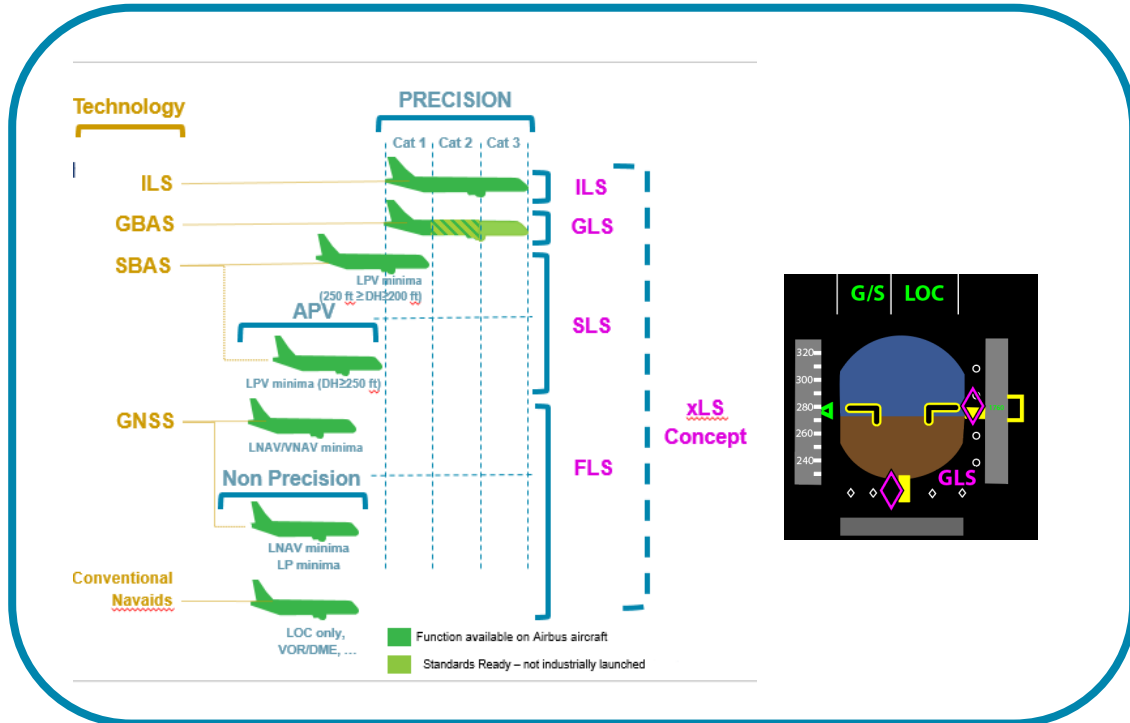 Technology
PRECISION
Cat 1 Cat 2 Cat 3
ILS
ILS
GBAS
GLS
SBAS
LPV minima
(250 ft ≥DH≥200 ft)
APV
SLS
LPV minima (DH≥250 ft)
GNSS
LNAV/VNAV minima
xLS
Concept
FLS
Non Precision
LNAV minima
LP minima
Conventional
Navaids
LOC only,
VOR/DME, ...
Function available on Airbus aircraft
Standards Ready – not industrially launched
G/S LOC
320
300
280
260
240
GLS